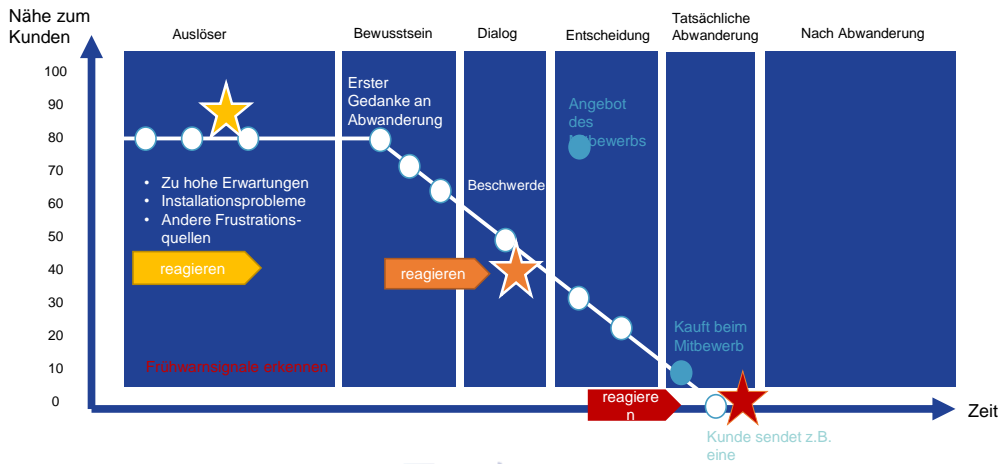 Nähe zum
Kunden
Auslöser
Bewusstsein
Dialog
Entscheidung
Tatsächliche
Abwanderung
Nach Abwanderung
100
90
80
70
60
50
40
30
20
10
0
Erster
Gedanke an
Abwanderung
Angebot
des
• Zu hohe Erwartungen
• Installationsprobleme
• Andere Frustrations-
quellen
Beschwerde
reagieren
reagieren
Kauft beim
Mitbewerb
Frühwarnsignale erkennen
reagiere
n
Zeit
Kunde sendet z.B.
eine